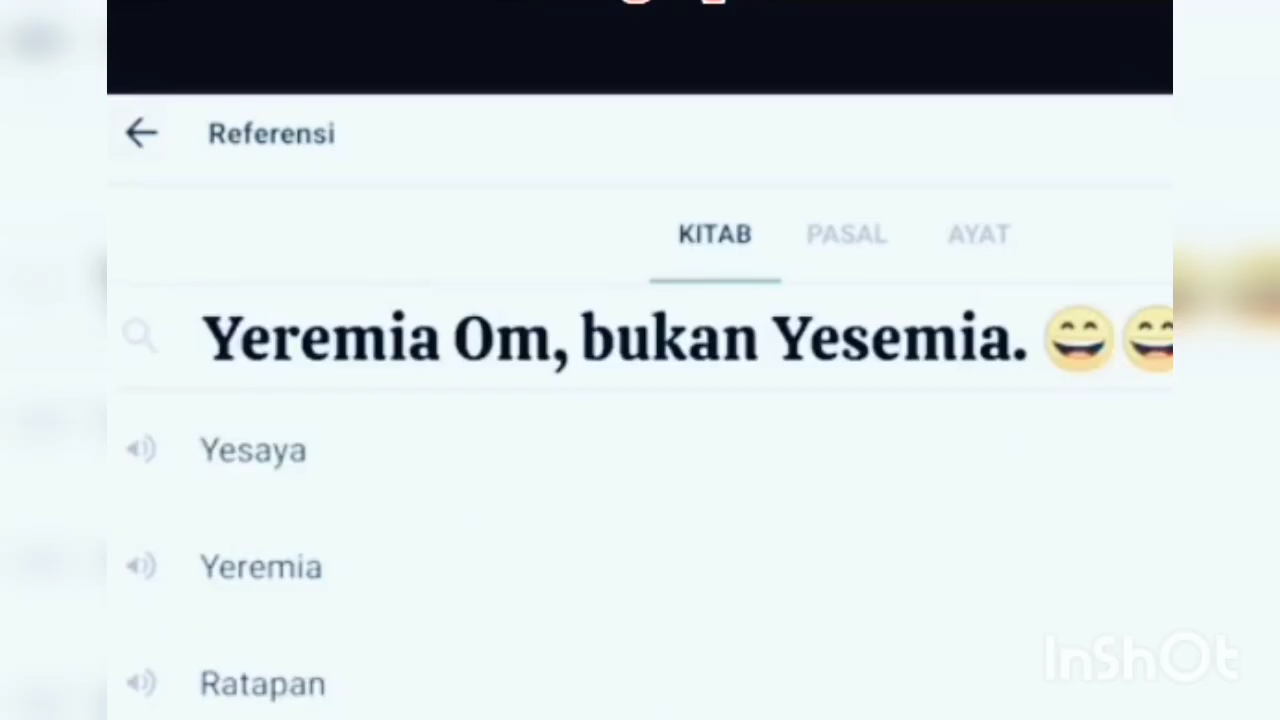 Referensi
KITAB PASAL AYAT
Yeremia Om, bukan Yesemia. 😄😄
Yesaya
Yeremia
Ratapan
InShOt